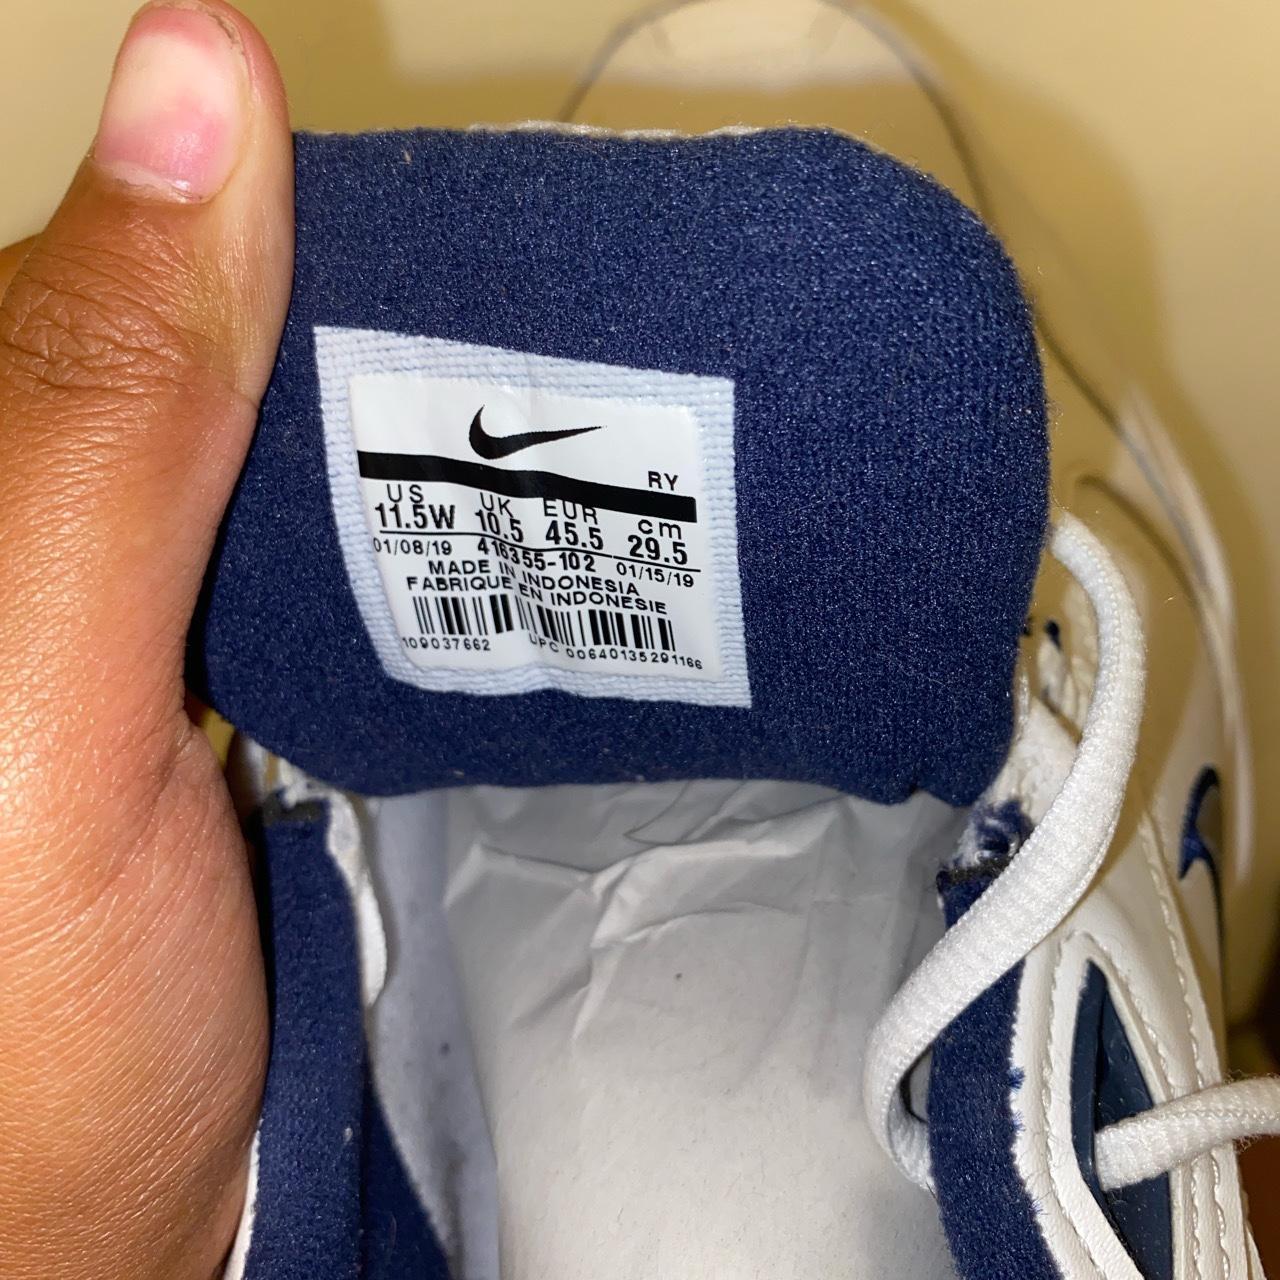 RY
US UK EUR cm
11.5W 10.5 45.5 29.5
01/08/19 416355-102 01/15/19
MADE IN INDONESIA
FABRIQUE EN INDONESIE
109037662 UPC 00640135291166